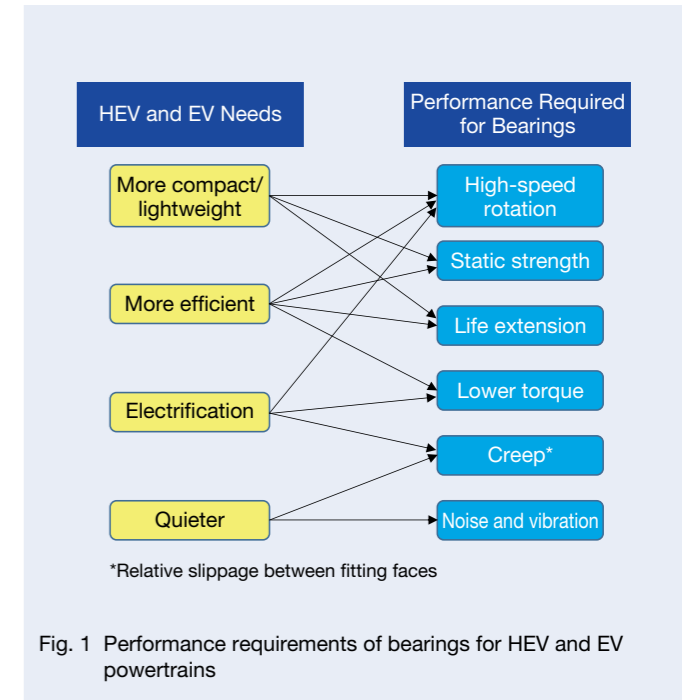 HEV and EV Needs
Performance Required
for Bearings
More compact/
lightweight
More efficient
Electrification
Quieter
High-speed
rotation
Static strength
Life extension
Lower torque
Creep*
Noise and vibration
*Relative slippage between fitting faces
Fig. 1 Performance requirements of bearings for HEV and EV
powertrains